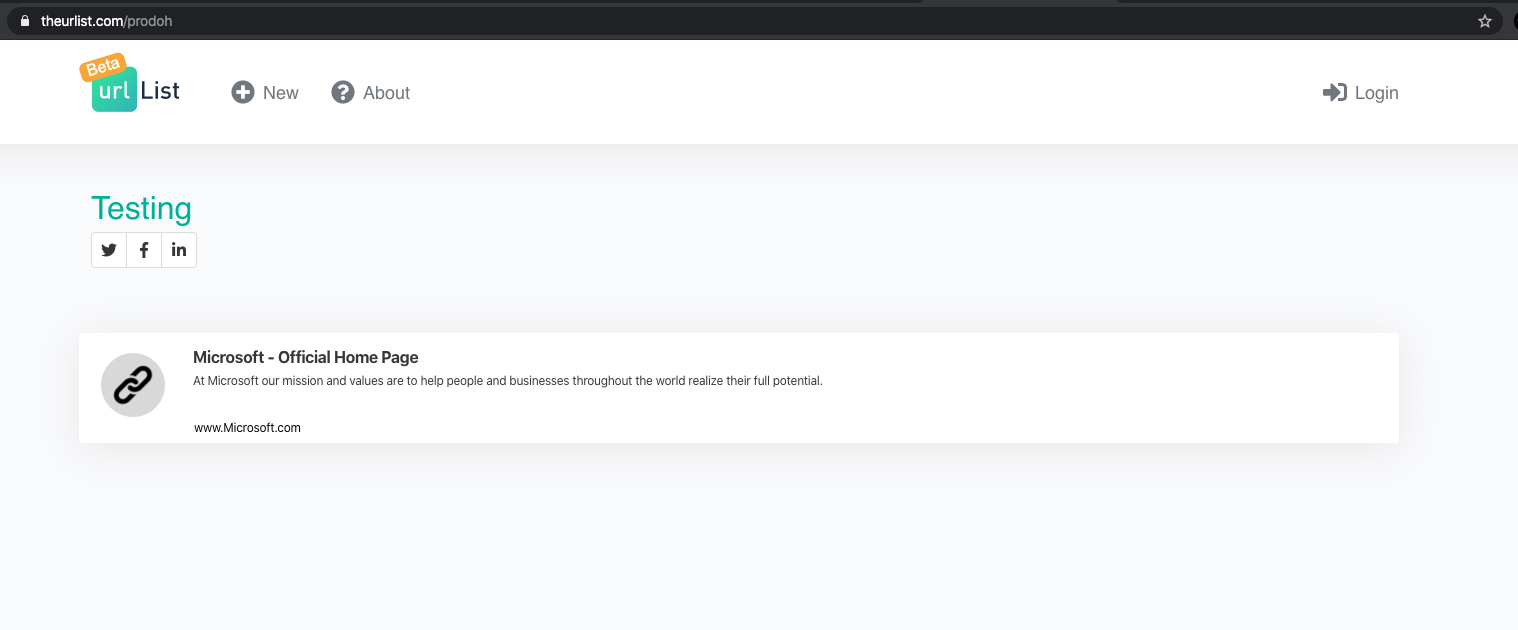 theurlist.com/prodoh
Beta
url List
New
About
Login
Testing
Microsoft - Official Home Page
At Microsoft our mission and values are to help people and businesses throughout the world realize their full potential.
www.Microsoft.com